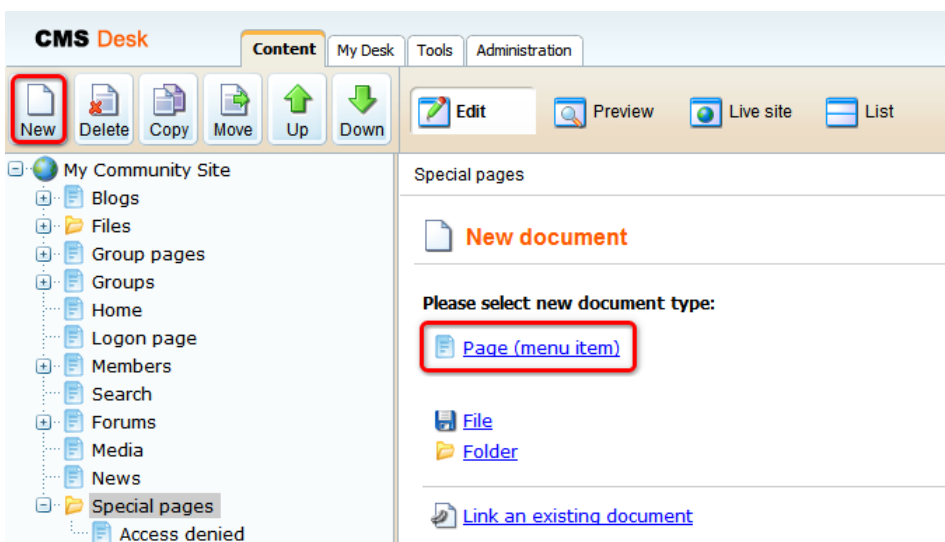 CMS Desk
Content My Desk Tools Administration
New Delete Copy Move Up Down
Edit Preview Live site List
My Community Site
Blogs
Files
Group pages
Groups
Home
Logon page
Members
Search
Forums
Media
News
Special pages
Access denied
Special pages
New document
Please select new document type:
Page (menu item)
File
Folder
Link an existing document